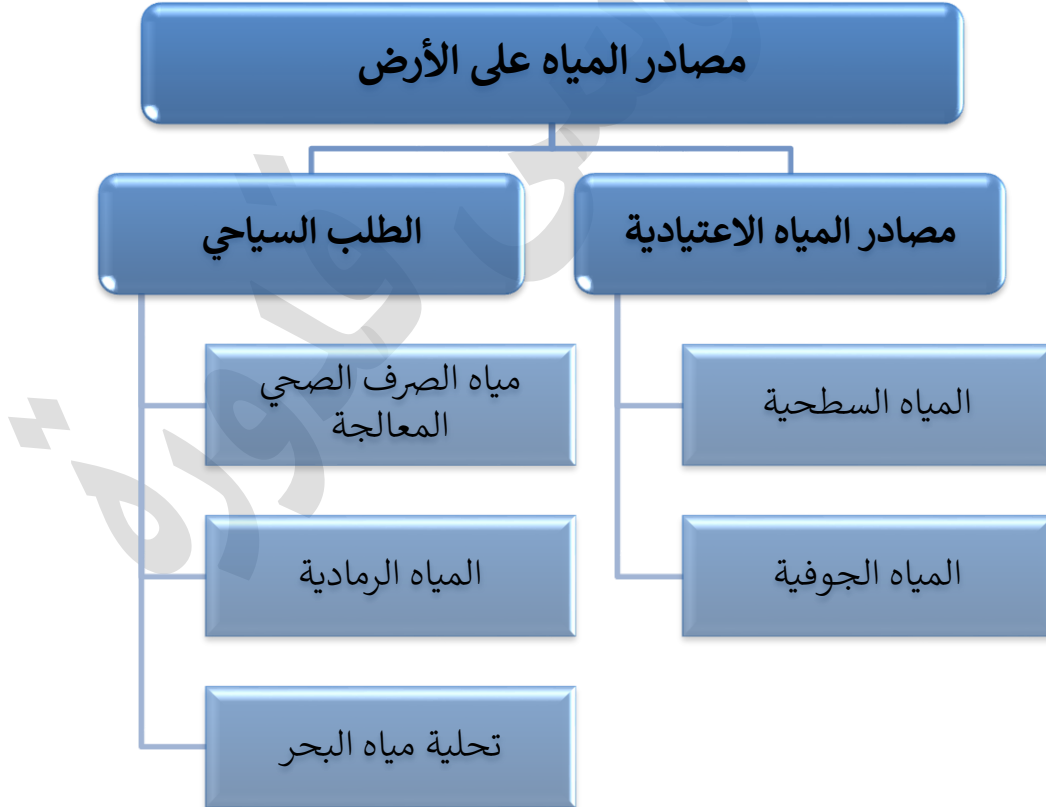 مصادر المياه على الأرض
مصادر المياه الاعتيادية
الطلب السياحي
المياه السطحية
المياه الجوفية
مياه الصرف الصحي
المعالجة
المياه الرمادية
تحلية مياه البحر